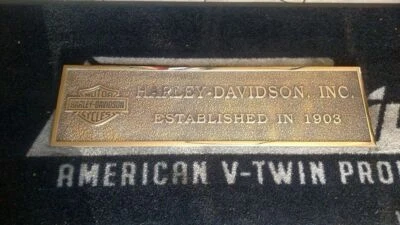 MOTOR
HARLEY-DAVIDSON
CYCLES
HARLEY-DAVIDSON, INC.
ESTABLISHED IN 1903
AMERICAN V-TWIN PRO